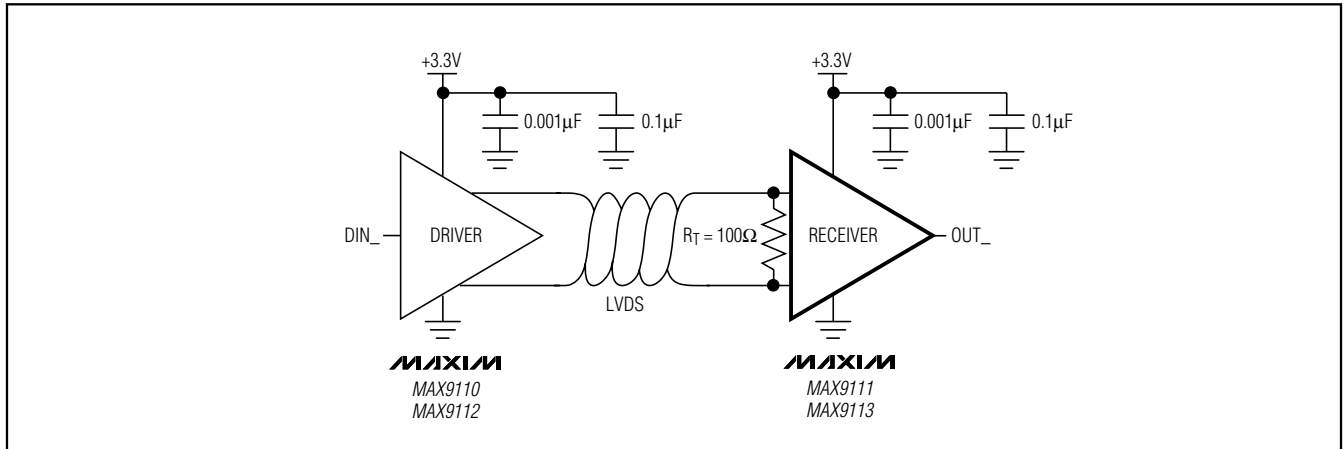 +3.3V
0.001µF
0.1µF
DIN_
DRIVER
LVDS
MAXIM
MAX9110
MAX9112
+3.3V
0.001µF
0.1µF
RT = 100Ω
RECEIVER
OUT_
MAXIM
MAX9111
MAX9113